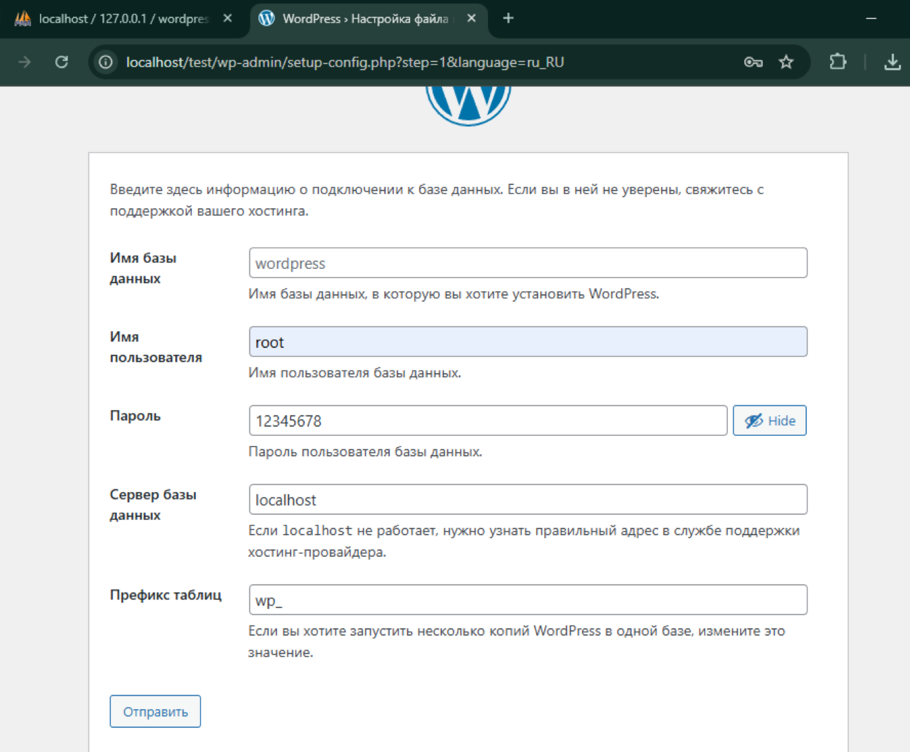 localhost / 127.0.0.1 / wordpres
WordPress › Настройка файла
localhost/test/wp-admin/setup-config.php?step=1&language=ru_RU
Введите здесь информацию о подключении к базе данных. Если вы в ней не уверены, свяжитесь с
поддержкой вашего хостинга.
Имя базы
данных
wordpress
Имя базы данных, в которую вы хотите установить WordPress.
Имя
пользователя
root
Имя пользователя базы данных.
Пароль
12345678
Hide
Пароль пользователя базы данных.
Сервер базы
данных
localhost
Если localhost не работает, нужно узнать правильный адрес в службе поддержки
хостинг-провайдера.
Префикс таблиц
wp_
Если вы хотите запустить несколько копий WordPress в одной базе, измените это
значение.
Отправить